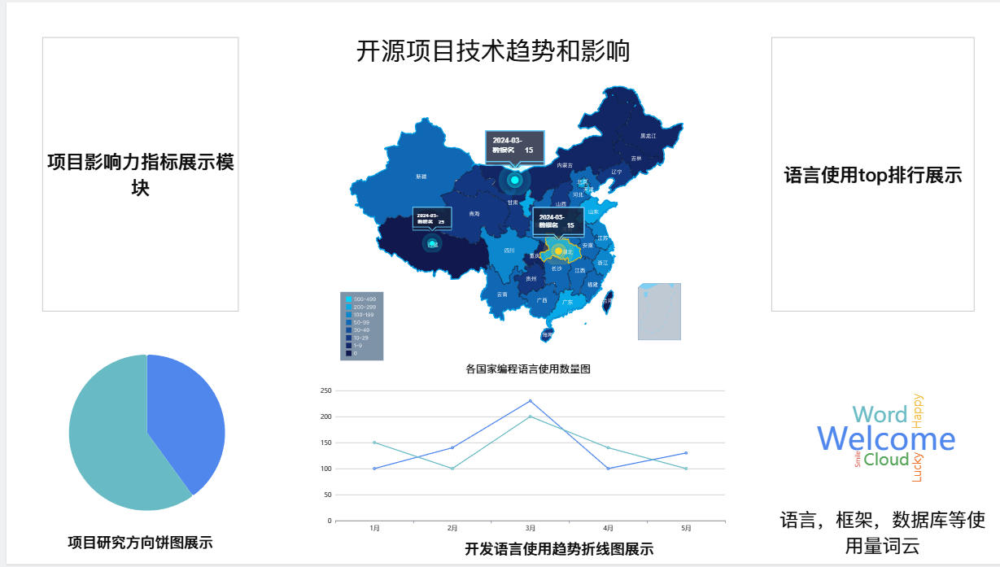 开源项目技术趋势和影响
项目影响力指标展示模
块
语言使用top排行展示
黑龙江
吉林
辽宁
内蒙古
新疆
北京
天津
河北
山西
甘肃
青海
山东
西藏
四川
重庆
湖北
安徽
江苏
浙江
长沙
江西
贵州
福建
云南
广西
广东
台湾
海南
2024-03-
数据名 15
2024-03-
数据名 25
2024-03-
数据名 15
300-499
200-299
100-199
50-99
30-49
10-29
1-9
0
各国家编程语言使用数量图
250
200
150
100
50
0
1月 2月 3月 4月 5月
开发语言使用趋势折线图展示
项目研究方向饼图展示
Word
Happy
Welcome
Smile
Cloud
Lucky
语言，框架，数据库等使
用量词云